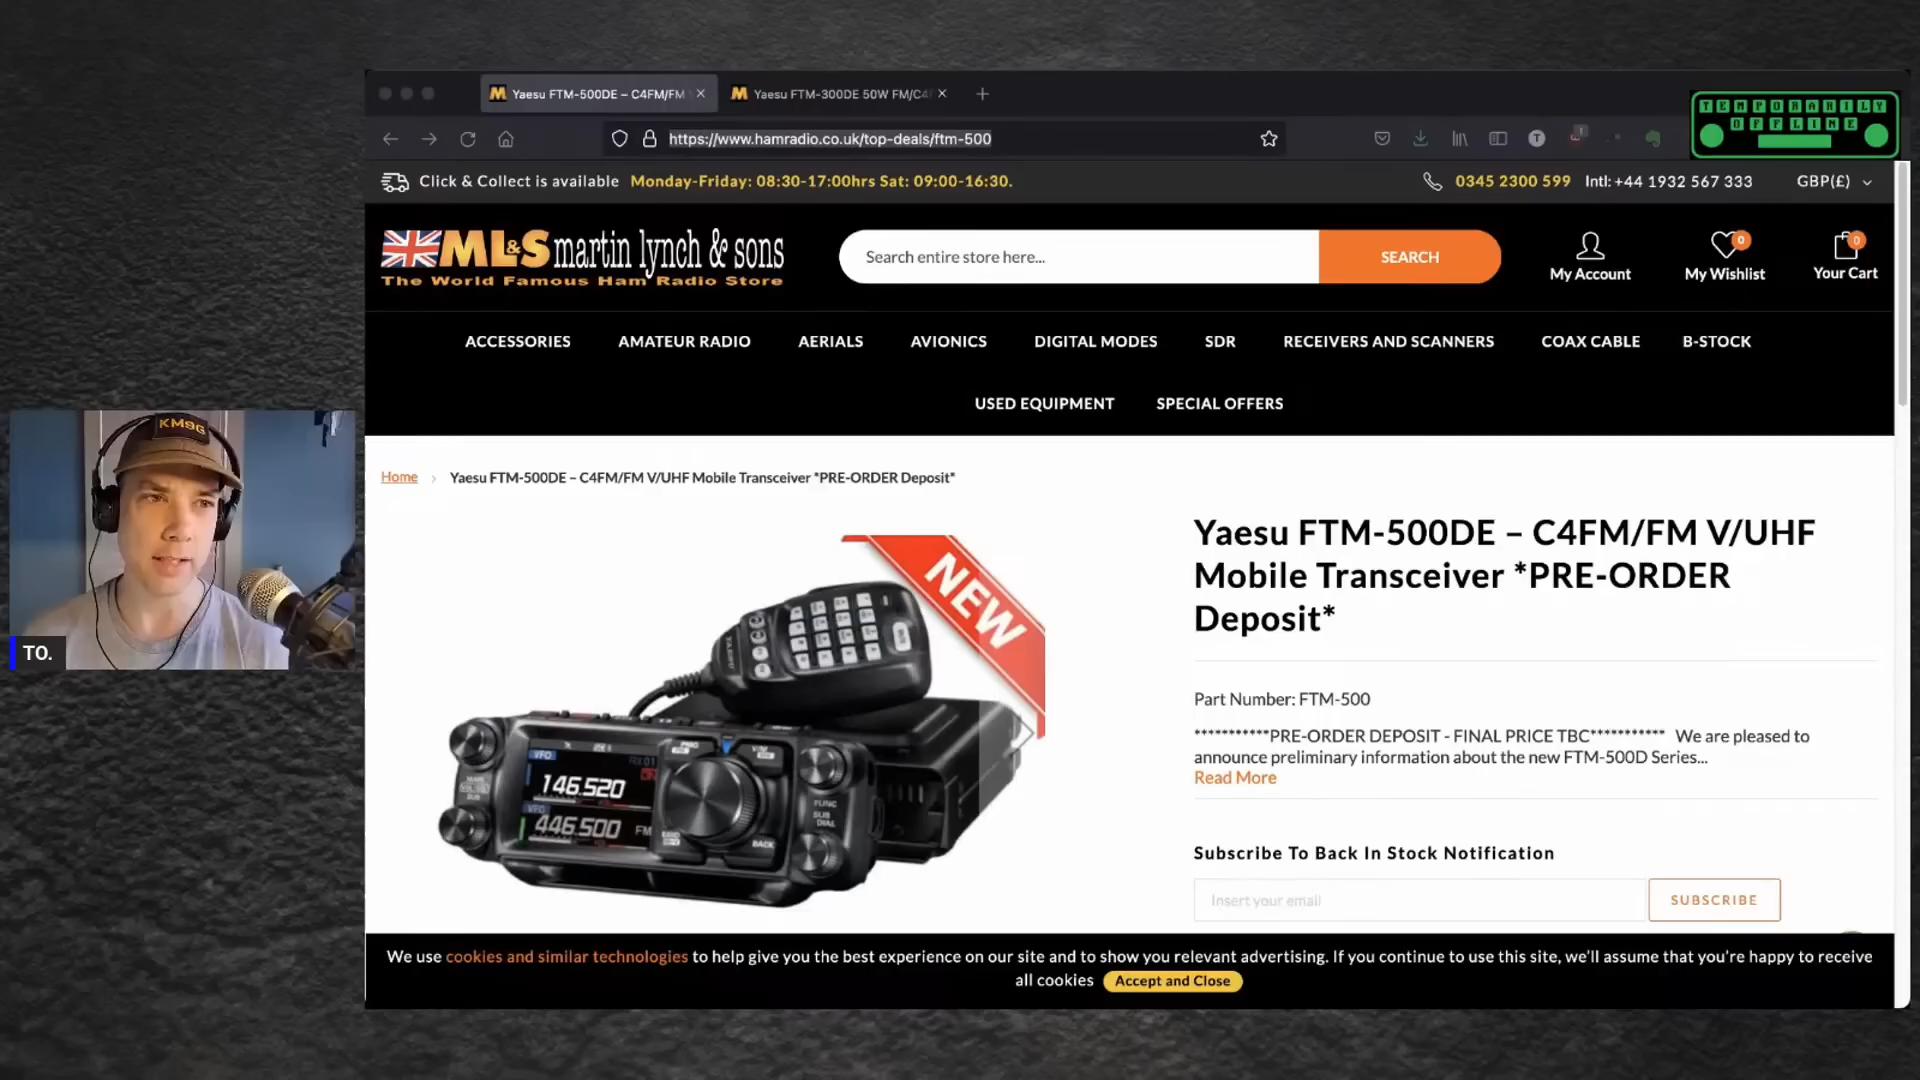 Yaesu FTM-500DE – C4FM/FM
Yaesu FTM-300DE 50W FM/C4
https://www.hamradio.co.uk/top-deals/ftm-500
TEMPORARILY
OFFLINE
Click & Collect is available Monday-Friday: 08:30-17:00hrs Sat: 09:00-16:30.
0345 2300 599 Intl: +44 1932 567 333 GBP(£)
ML&S martin lynch & sons
The World Famous Ham Radio Store
Search entire store here...
SEARCH
My Account
0
My Wishlist
0
Your Cart
ACCESSORIES AMATEUR RADIO AERIALS AVIONICS DIGITAL MODES SDR RECEIVERS AND SCANNERS COAX CABLE B-STOCK
USED EQUIPMENT SPECIAL OFFERS
KM9G
TO.
Home › Yaesu FTM-500DE – C4FM/FM V/UHF Mobile Transceiver *PRE-ORDER Deposit*
NEW
VFO
146.520
VFO
446.500 FM
FUNC
SUB
DIAL
BACK
Yaesu FTM-500DE – C4FM/FM V/UHF
Mobile Transceiver *PRE-ORDER
Deposit*
Part Number: FTM-500
***********PRE-ORDER DEPOSIT - FINAL PRICE TBC*********** We are pleased to
announce preliminary information about the new FTM-500D Series...
Read More
Subscribe To Back In Stock Notification
Insert your email
SUBSCRIBE
We use cookies and similar technologies to help give you the best experience on our site and to show you relevant advertising. If you continue to use this site, we'll assume that you're happy to receive
all cookies Accept and Close